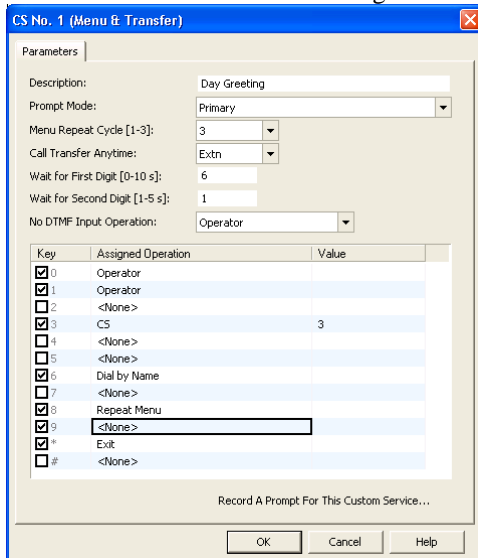 CS No. 1 (Menu & Transfer)
Parameters
Description: Day Greeting
Prompt Mode: Primary
Menu Repeat Cycle [1-3]: 3
Call Transfer Anytime: Extn
Wait for First Digit [0-10 s]: 6
Wait for Second Digit [1-5 s]: 1
No DTMF Input Operation: Operator
Key Assigned Operation Value
0 Operator
1 Operator
2 <None>
3 CS 3
4 <None>
5 <None>
6 Dial by Name
7 <None>
8 Repeat Menu
9 <None>
* Exit
# <None>
Record A Prompt For This Custom Service...
OK Cancel Help